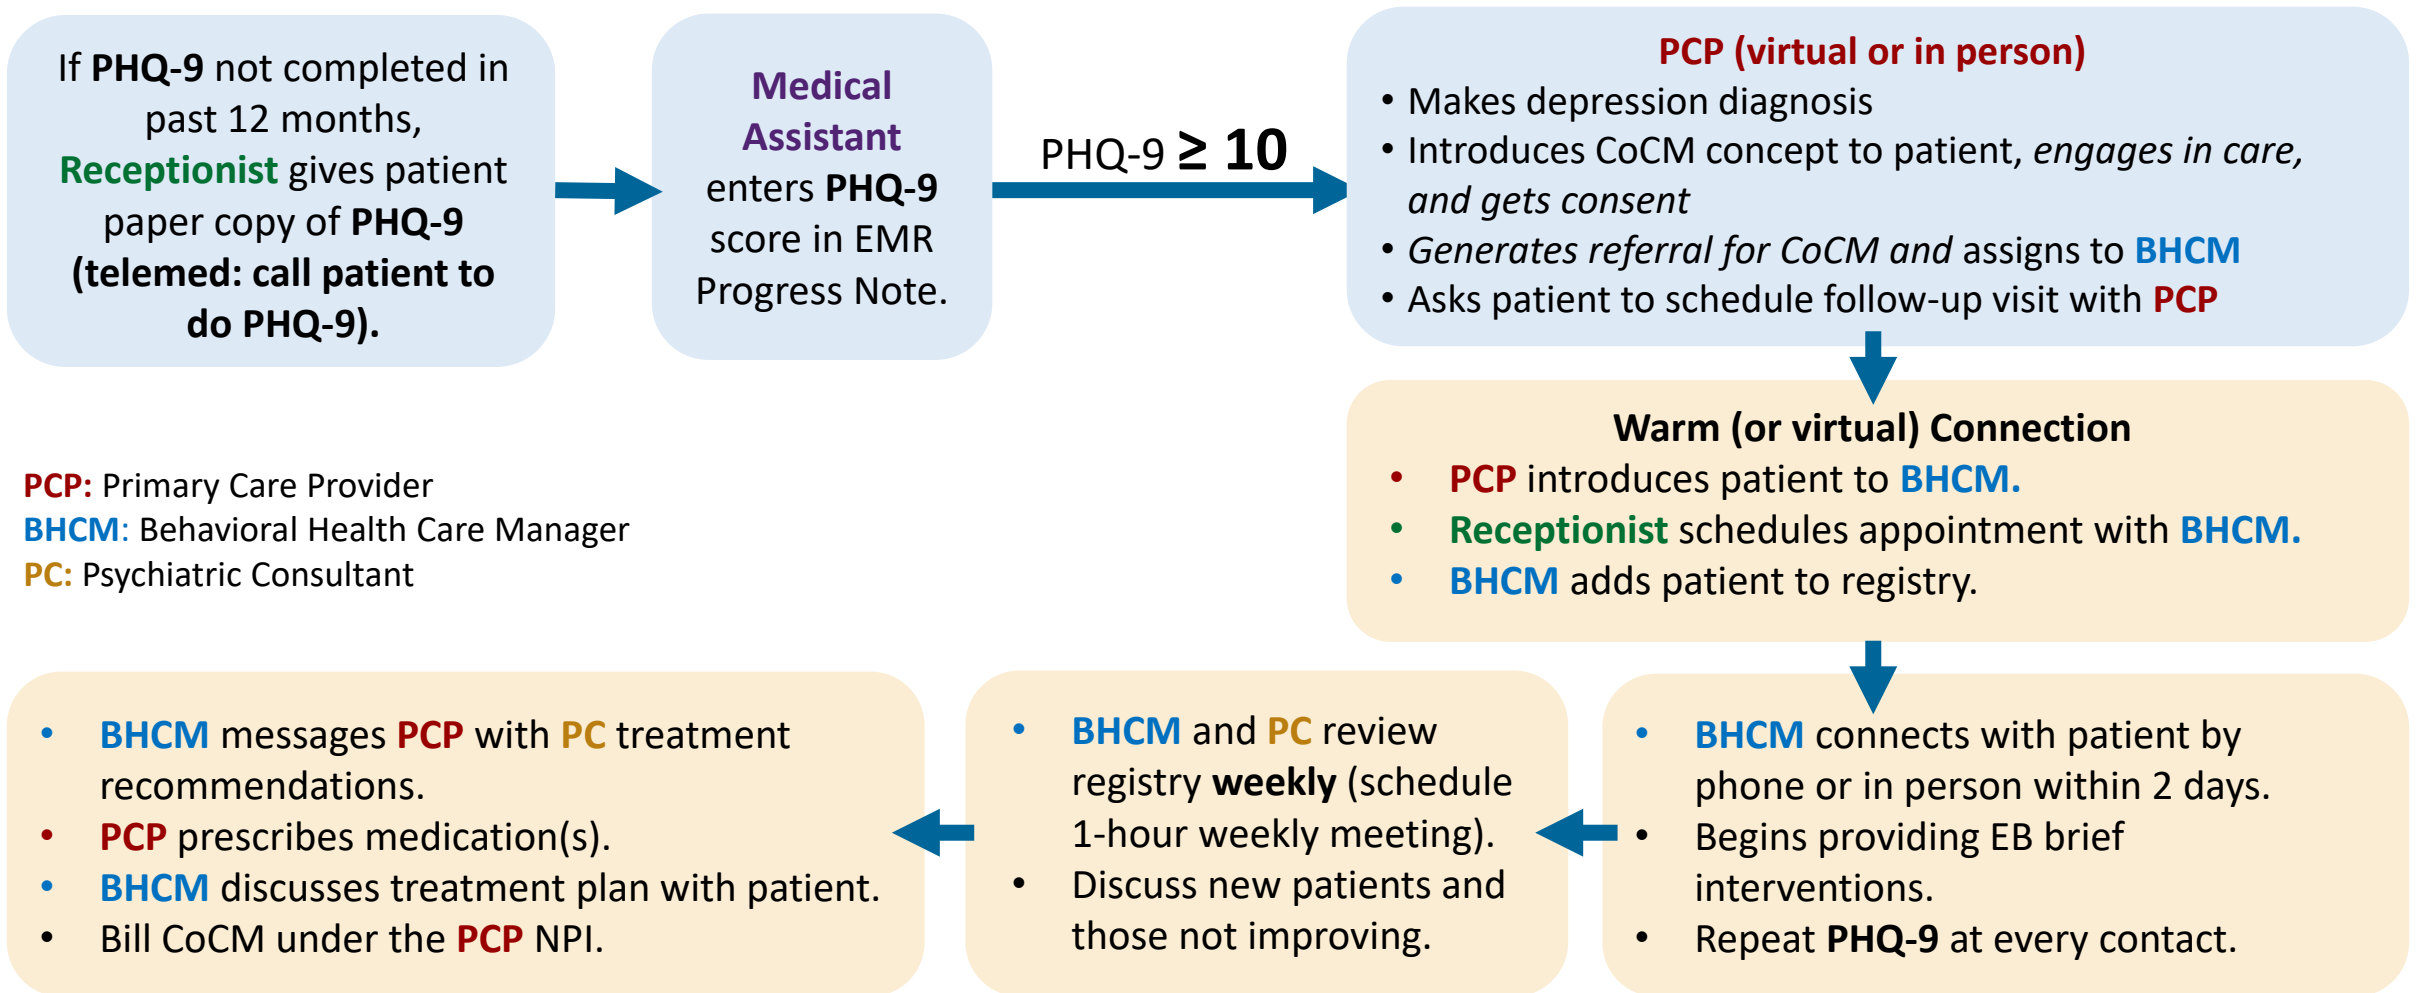 If PHQ-9 not completed in
past 12 months,
Receptionist gives patient
paper copy of PHQ-9
(telemed: call patient to
do PHQ-9).
Medical
Assistant
enters PHQ-9
score in EMR
Progress Note.
PHQ-9 ≥ 10
PCP (virtual or in person)
• Makes depression diagnosis
• Introduces CoCM concept to patient, engages in care,
and gets consent
• Generates referral for CoCM and assigns to BHCM
• Asks patient to schedule follow-up visit with PCP
Warm (or virtual) Connection
• PCP introduces patient to BHCM.
• Receptionist schedules appointment with BHCM.
• BHCM adds patient to registry.
PCP: Primary Care Provider
BHCM: Behavioral Health Care Manager
PC: Psychiatric Consultant
• BHCM connects with patient by
phone or in person within 2 days.
• Begins providing EB brief
interventions.
• Repeat PHQ-9 at every contact.
• BHCM and PC review
registry weekly (schedule
1-hour weekly meeting).
• Discuss new patients and
those not improving.
• BHCM messages PCP with PC treatment
recommendations.
• PCP prescribes medication(s).
• BHCM discusses treatment plan with patient.
• Bill CoCM under the PCP NPI.